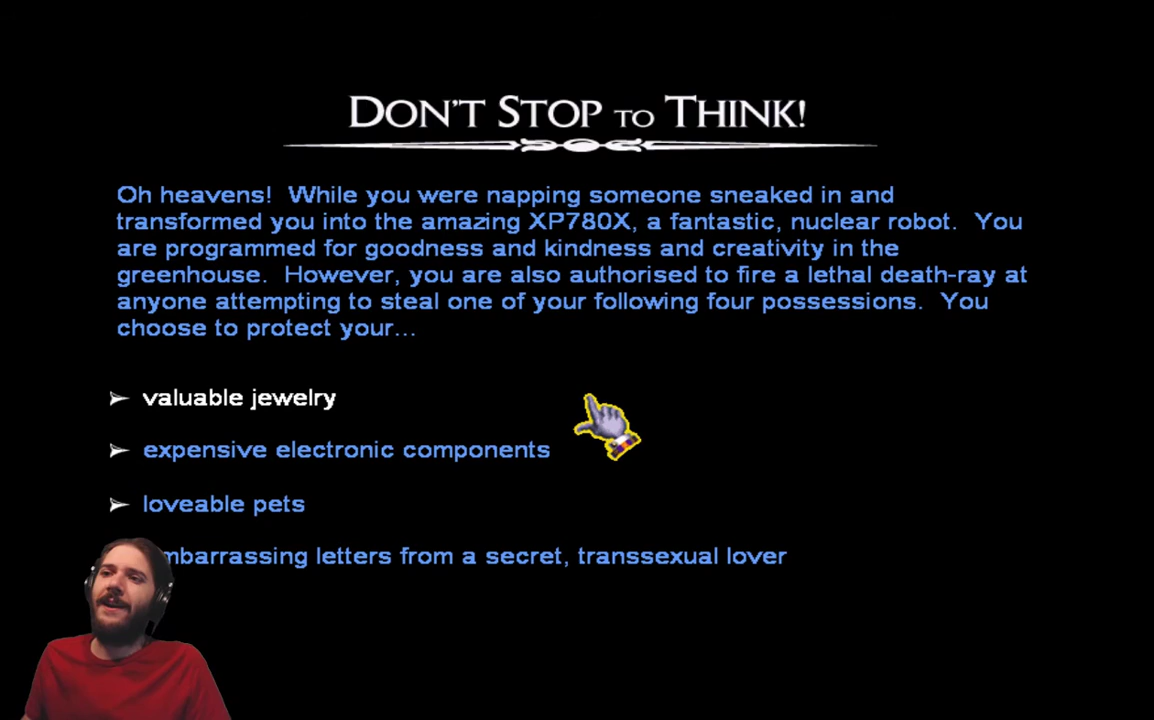 DON'T STOP TO THINK!
Oh heavens!  While you were napping someone sneaked in and
transformed you into the amazing XP780X, a fantastic, nuclear robot.  You
are programmed for goodness and kindness and creativity in the
greenhouse.  However, you are also authorised to fire a lethal death-ray at
anyone attempting to steal one of your following four possessions.  You
choose to protect your...
valuable jewelry
expensive electronic components
loveable pets
mbarrassing letters from a secret, transsexual lover